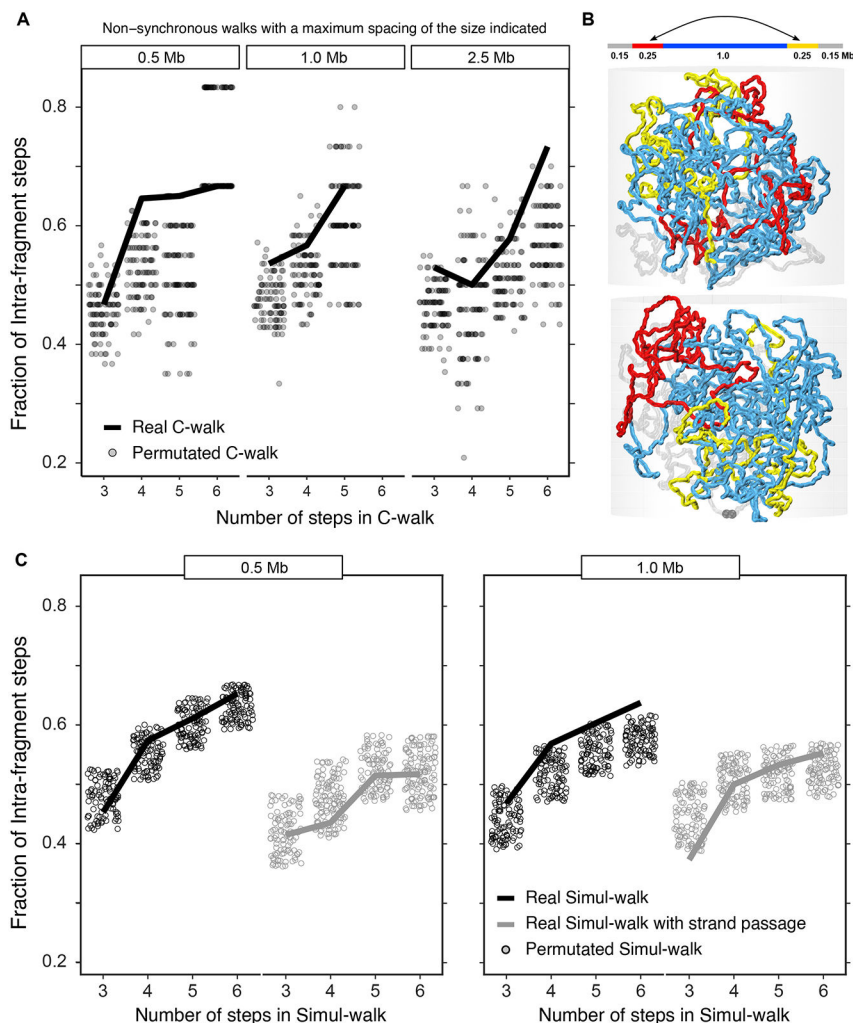 A
Non–synchronous walks with a maximum spacing of the size indicated
0.5 Mb
1.0 Mb
2.5 Mb
Fraction of Intra-fragment steps
0.8
0.6
0.4
0.2
Real C-walk
Permutated C-walk
3 4 5 6
3 4 5 6
3 4 5 6
Number of steps in C-walk
B
0.15 0.25 1.0 0.25 0.15 Mb
C
0.5 Mb
1.0 Mb
Fraction of Intra-fragment steps
0.8
0.6
0.4
0.2
Real Simul-walk
Real Simul-walk with strand passage
Permutated Simul-walk
3 4 5 6
3 4 5 6
3 4 5 6
3 4 5 6
Number of steps in Simul-walk
Number of steps in Simul-walk